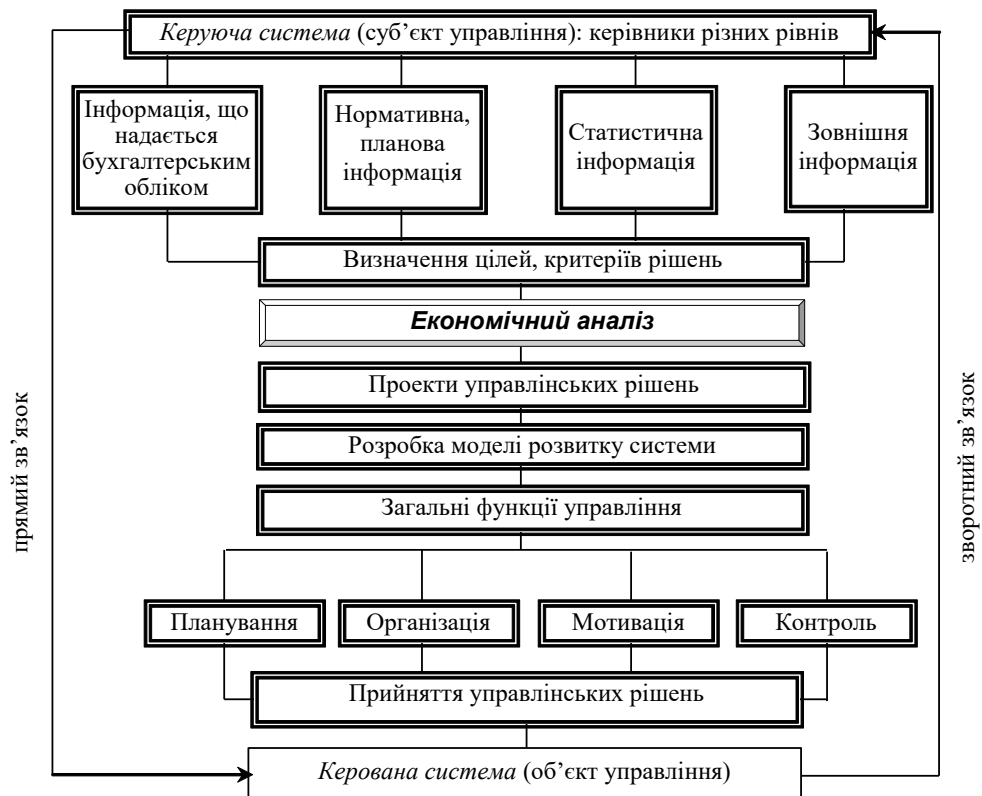 Керуюча система (суб’єкт управління): керівники різних рівнів
Інформація, що
надається
бухгалтерським
обліком
Нормативна,
планова
інформація
Статистична
інформація
Зовнішня
інформація
Визначення цілей, критеріїв рішень
Економічний аналіз
Проекти управлінських рішень
Розробка моделі розвитку системи
Загальні функції управління
Планування
Організація
Мотивація
Контроль
Прийняття управлінських рішень
Керована система (об’єкт управління)
прямий зв’язок
зворотний зв’язок